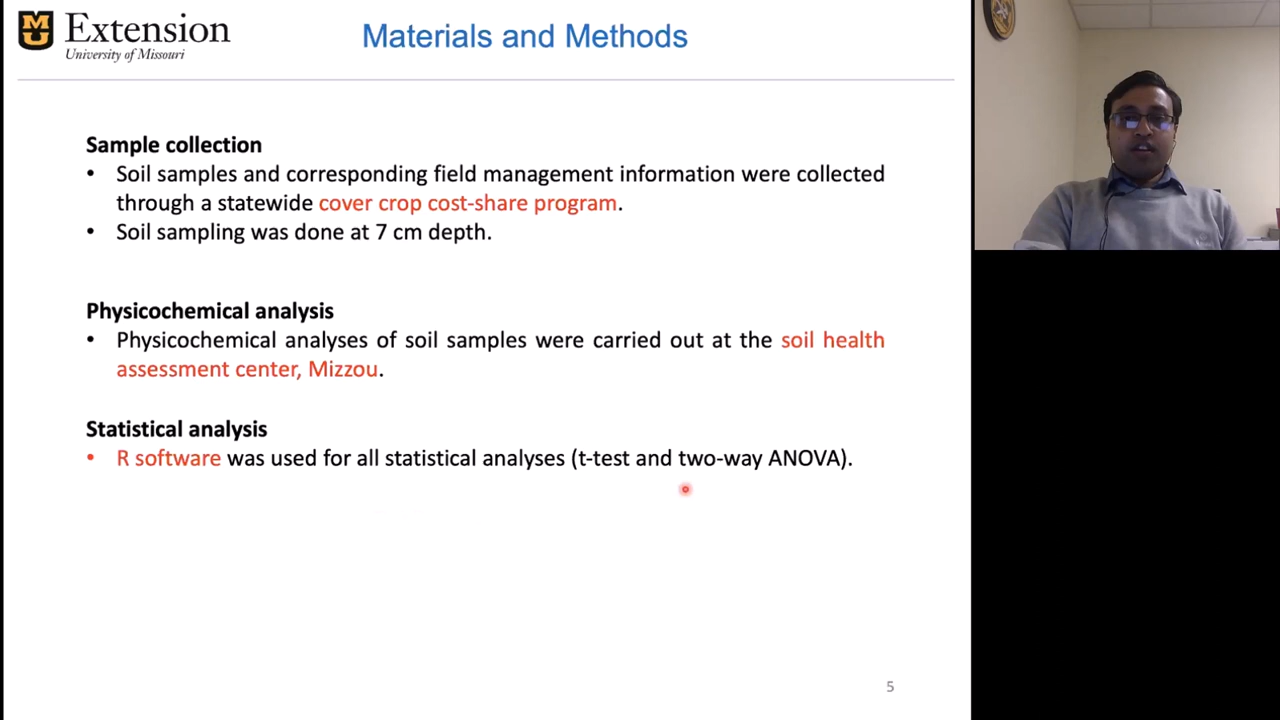 Extension
University of Missouri
Materials and Methods
Sample collection
• Soil samples and corresponding field management information were collected
through a statewide cover crop cost-share program.
• Soil sampling was done at 7 cm depth.
Physicochemical analysis
• Physicochemical analyses of soil samples were carried out at the soil health
assessment center, Mizzou.
Statistical analysis
• R software was used for all statistical analyses (t-test and two-way ANOVA).
5